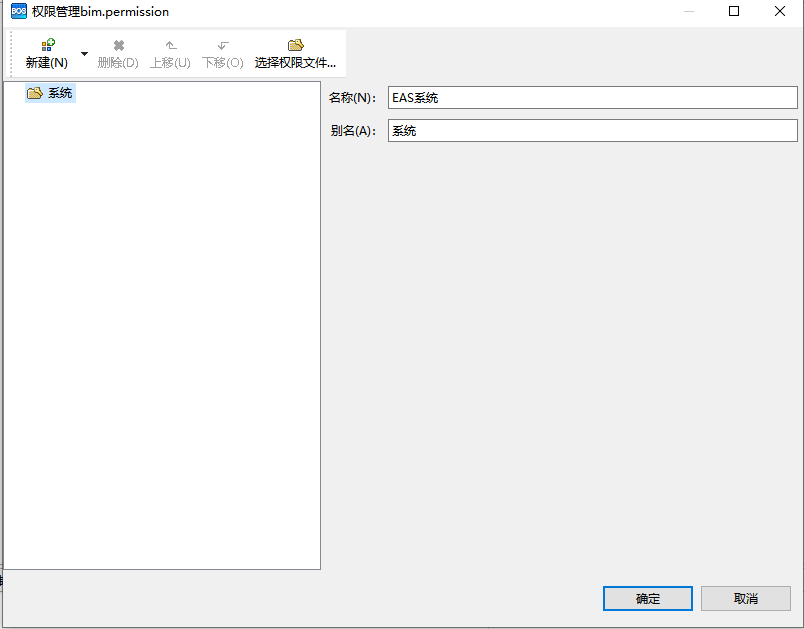 BOS 权限管理bim.permission
新建(N) 删除(D) 上移(U) 下移(O) 选择权限文件...
系统
名称(N): EAS系统
别名(A): 系统
确定 取消